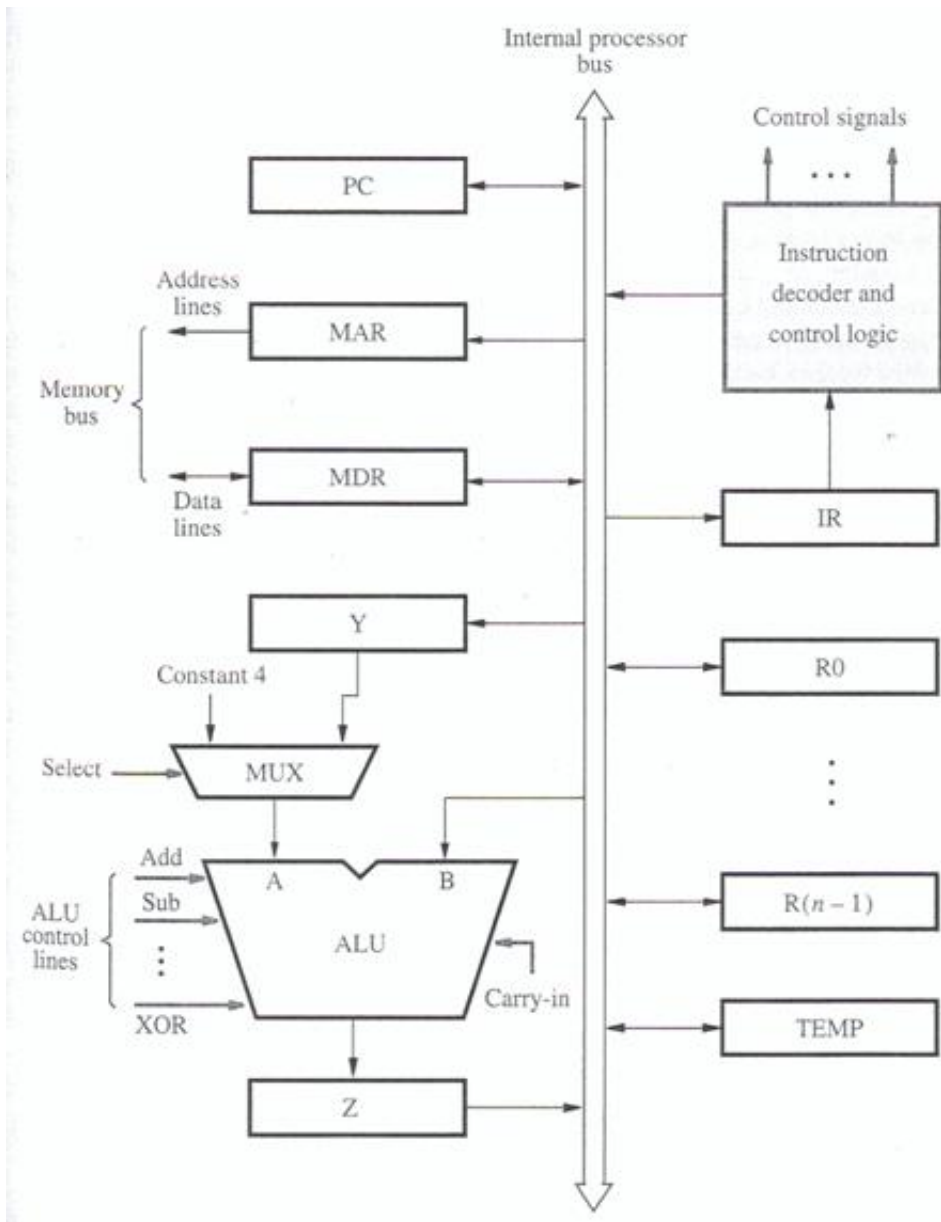 Internal processor
bus
Control signals
...
PC
Instruction
decoder and
control logic
Address
lines
MAR
Memory
bus
MDR
Data
lines
IR
Y
Constant 4
R0
Select
MUX
Add
A
B
R(n − 1)
Sub
ALU
control
lines
ALU
Carry-in
XOR
TEMP
Z